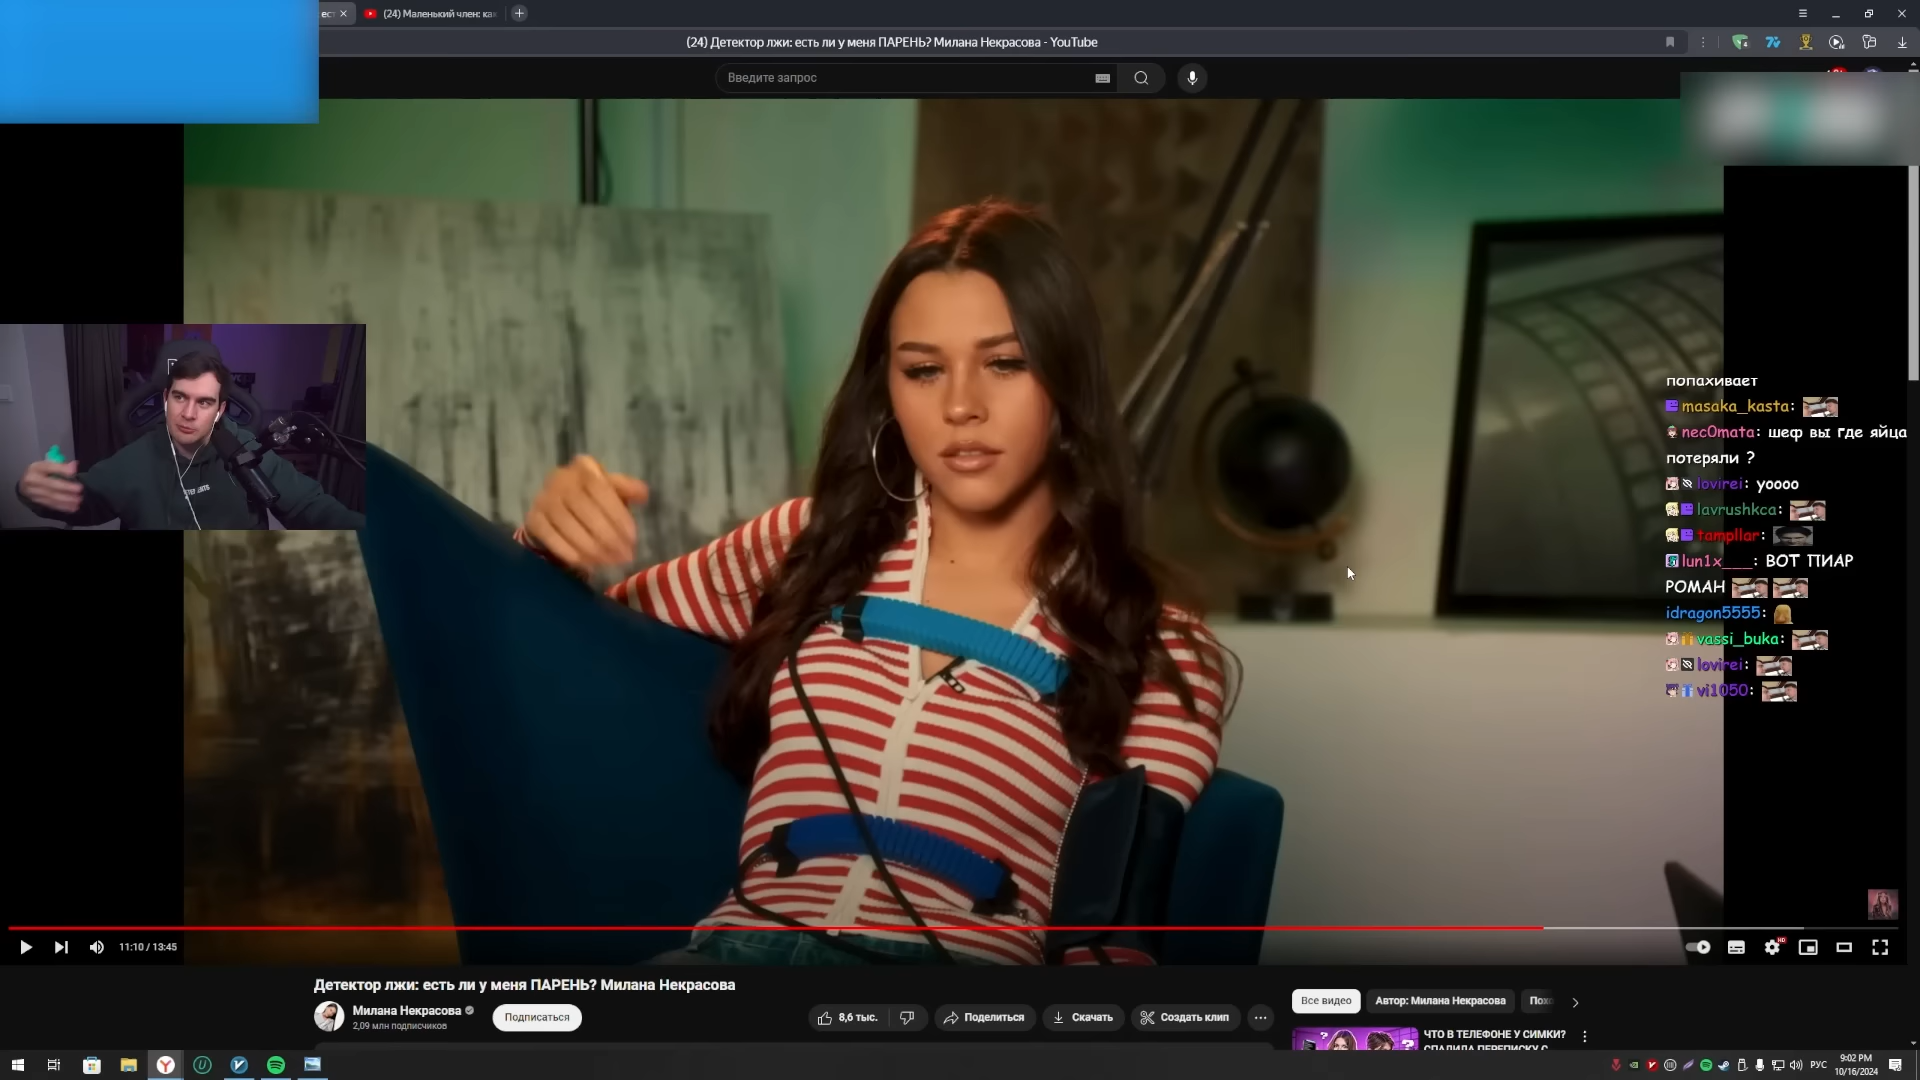 (24) Маленький член: как
(24) Детектор лжи: есть ли у меня ПАРЕНЬ? Милана Некрасова - YouTube
Введите запрос
попахивает
masaka_kasta:
nec0mata: шеф вы где яйца
потеряли ?
lovirei: yoooo
lavrushkca:
tampllar:
lun1x___: ВОТ ПИАР
РОМАН
idragon5555:
vassi_buka:
lovirei:
vi1050:
11:10 / 13:45
HD
Детектор лжи: есть ли у меня ПАРЕНЬ? Милана Некрасова
Милана Некрасова
2,09 млн подписчиков
Подписаться
8,6 тыс.
Поделиться
Скачать
Создать клип
Все видео
Автор: Милана Некрасова
Похо
ЧТО В ТЕЛЕФОНЕ У СИМКИ?
СПАЛИЛА ПЕРЕПИСКУ С
РУС
9:02 PM
10/16/2024